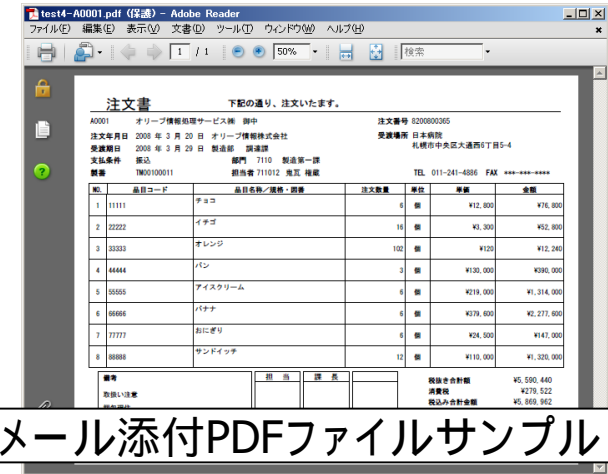 test4-A0001.pdf (保護) - Adobe Reader
ファイル(F) 編集(E) 表示(V) 文書(D) ツール(T) ウィンドウ(W) ヘルプ(H)
1 / 1 50% 検索
注文書 下記の通り、注文いたます。
A0001 オリーブ情報処理サービス㈱ 御中 注文番号 8200800365
注文年月日 2008 年 3 月 20 日 オリーブ情報株式会社 受渡場所 日本病院
受渡期日 2008 年 3 月 29 日 製造部 調達課 札幌市中央区大通西6丁目5-4
支払条件 振込 部門 7110 製造第一課
製番 TM00100011 担当者 711012 鬼瓦 権蔵 TEL 011-241-4886 FAX ***-***-****
NO. 品目コード 品目名称/規格・図番 注文数量 単位 単価 金額
1 11111 チョコ 6 個 ¥12,800 ¥76,800
2 22222 イチゴ 16 個 ¥3,300 ¥52,800
3 33333 オレンジ 102 個 ¥120 ¥12,240
4 44444 パン 3 個 ¥130,000 ¥390,000
5 55555 アイスクリーム 6 個 ¥219,000 ¥1,314,000
6 66666 バナナ 6 個 ¥379,600 ¥2,277,600
7 77777 おにぎり 6 個 ¥24,500 ¥147,000
8 88888 サンドイッチ 12 個 ¥110,000 ¥1,320,000
備考 担 当 課 長 税抜き合計額 ¥5,590,440
取扱い注意 消費税 ¥279,522
税込み合計金額 ¥5,869,962
メール添付PDFファイルサンプル